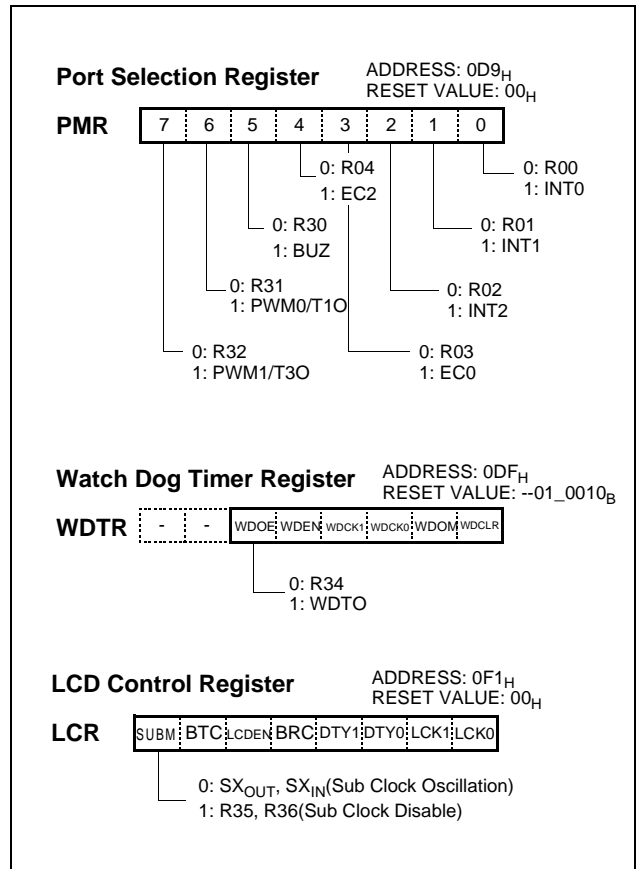 Port Selection Register
ADDRESS: 0D9H
RESET VALUE: 00H
PMR 7 6 5 4 3 2 1 0
0: R04
1: EC2
0: R00
1: INT0
0: R30
1: BUZ
0: R01
1: INT1
0: R31
1: PWM0/T1O
0: R02
1: INT2
0: R32
1: PWM1/T3O
0: R03
1: EC0
Watch Dog Timer Register
ADDRESS: 0DFH
RESET VALUE: --01_0010B
WDTR - - WDOE WDEN WDCK1 WDCK0 WDOM WDCLR
0: R34
1: WDTO
LCD Control Register
ADDRESS: 0F1H
RESET VALUE: 00H
LCR SUBM BTC LCDEN BRC DTY1 DTY0 LCK1 LCK0
0: SXOUT, SXIN(Sub Clock Oscillation)
1: R35, R36(Sub Clock Disable)